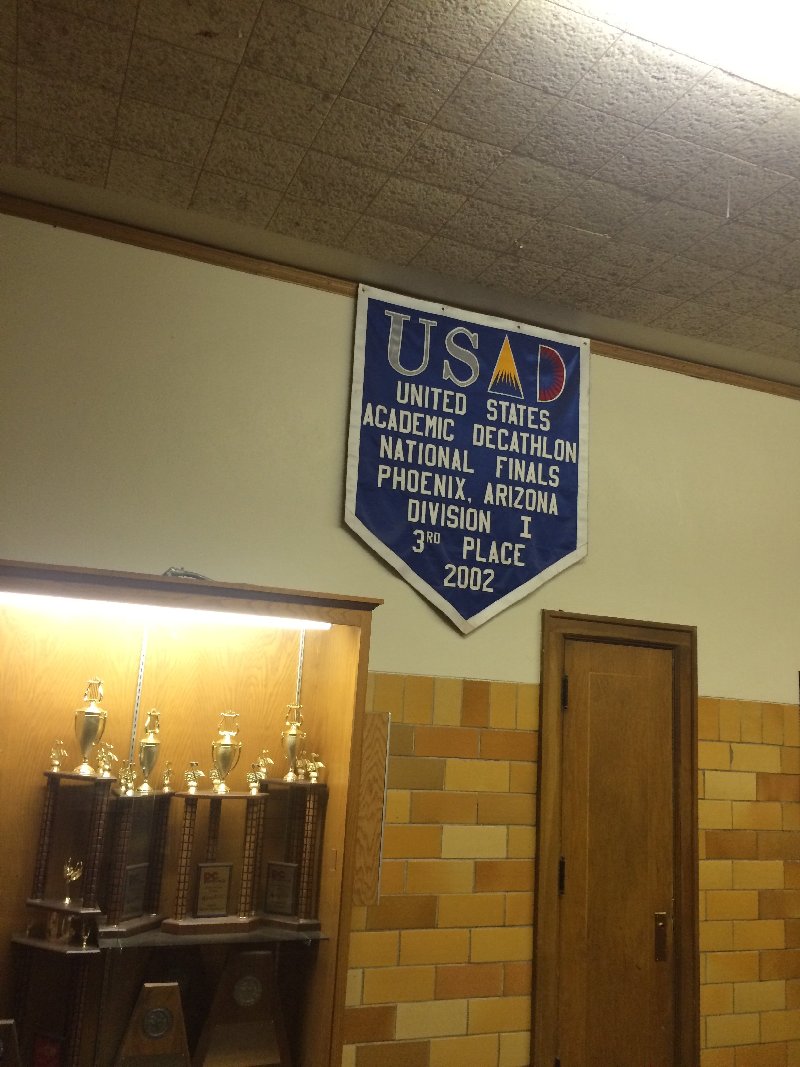 USAD
UNITED STATES
ACADEMIC DECATHLON
NATIONAL FINALS
PHOENIX, ARIZONA
DIVISION I
3RD PLACE
2002